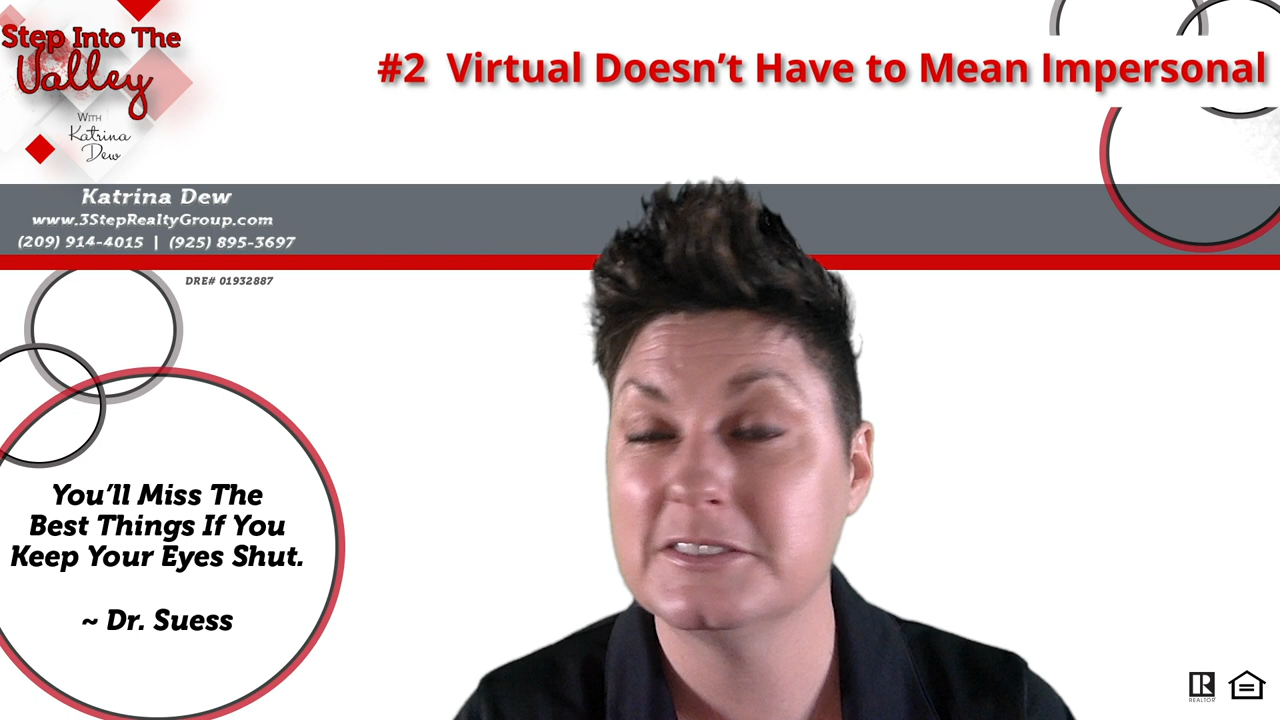 Step Into The
Valley
With
Katrina
Dew
#2 Virtual Doesn't Have to Mean Impersonal
Katrina Dew
www.3StepRealtyGroup.com
(209) 914-4015 | (925) 895-3697
DRE# 01932887
You'll Miss The
Best Things If You
Keep Your Eyes Shut.
~ Dr. Suess
R
REALTOR